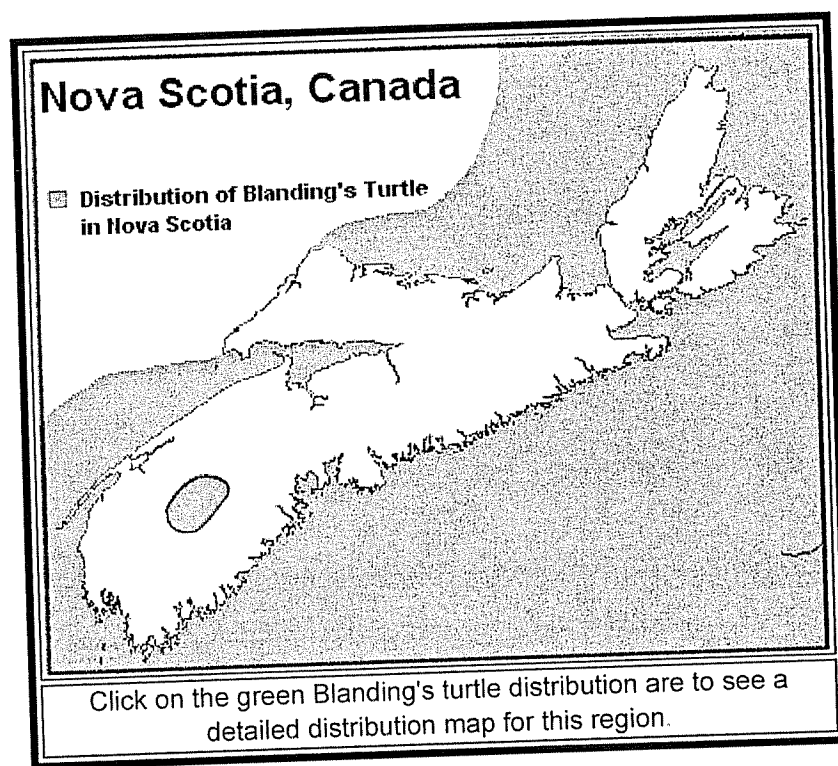 Nova Scotia, Canada
Distribution of Blanding's Turtle
in Nova Scotia
Click on the green Blanding's turtle distribution are to see a
detailed distribution map for this region.